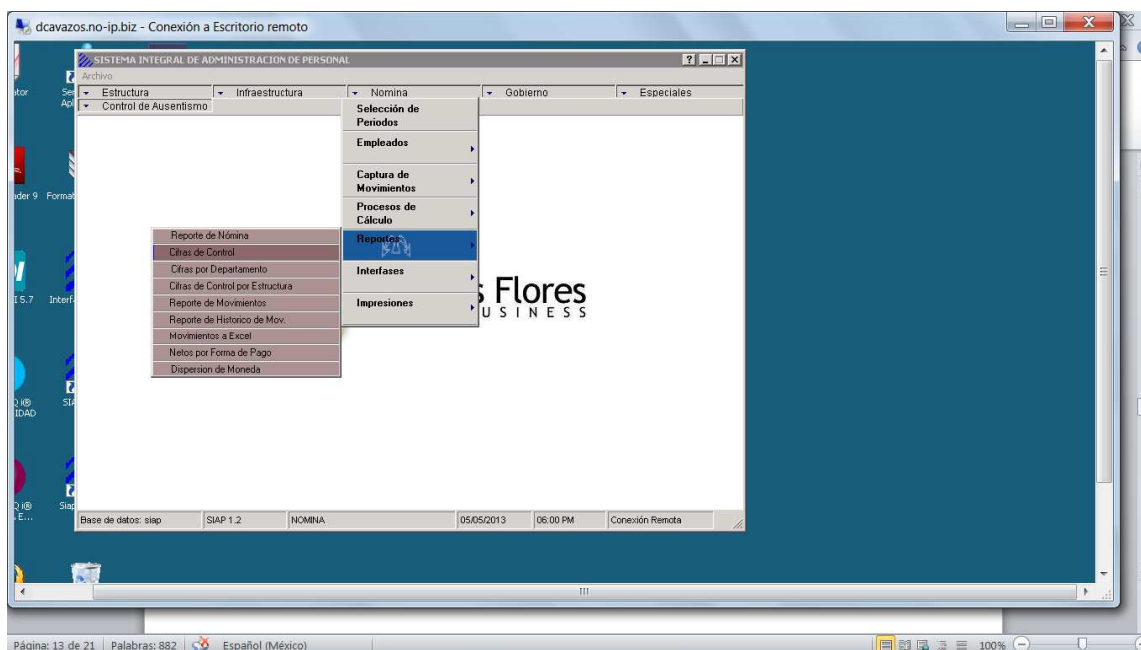 dcavazos.no-ip.biz - Conexión a Escritorio remoto
SISTEMA INTEGRAL DE ADMINISTRACION DE PERSONAL
Archivo
Estructura
Infraestructura
Nomina
Gobierno
Especiales
Control de Ausentismo
Selección de
Periodos
Empleados
Captura de
Movimientos
Procesos de
Cálculo
Reportes
Interfases
Impresiones
Reporte de Nómina
Cifras de Control
Cifras por Departamento
Cifras de Control por Estructura
Reporte de Movimientos
Reporte de Historico de Mov.
Movimientos a Excel
Netos por Forma de Pago
Dispersion de Moneda
Flores
BUSINESS
Base de datos: siap
SIAP 1.2
NOMINA
05/05/2013
06:00 PM
Conexión Remota
Página: 13 de 21
Palabras: 882
Español (México)
100%